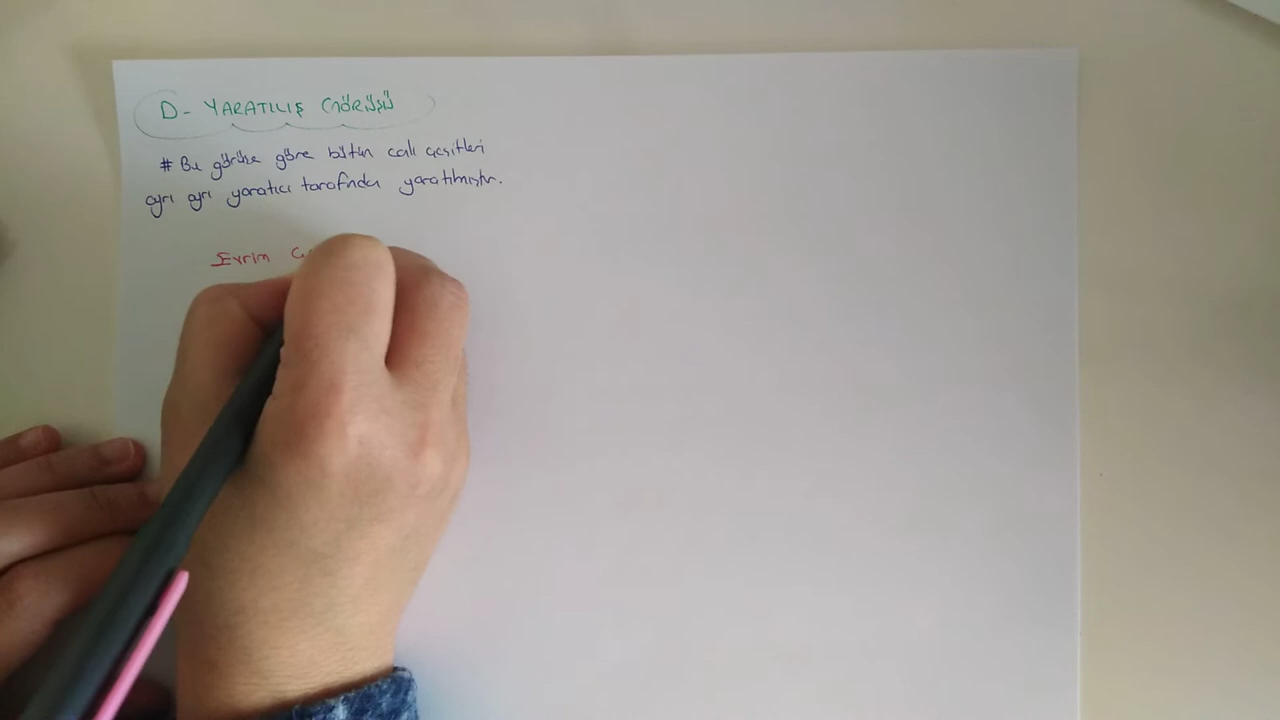 D- YARATILIŞ GÖRÜŞÜ
# Bu görüşe göre bütün canlı çeşitleri
ayrı ayrı yaratıcı tarafından yaratılmıştır.
Evrim